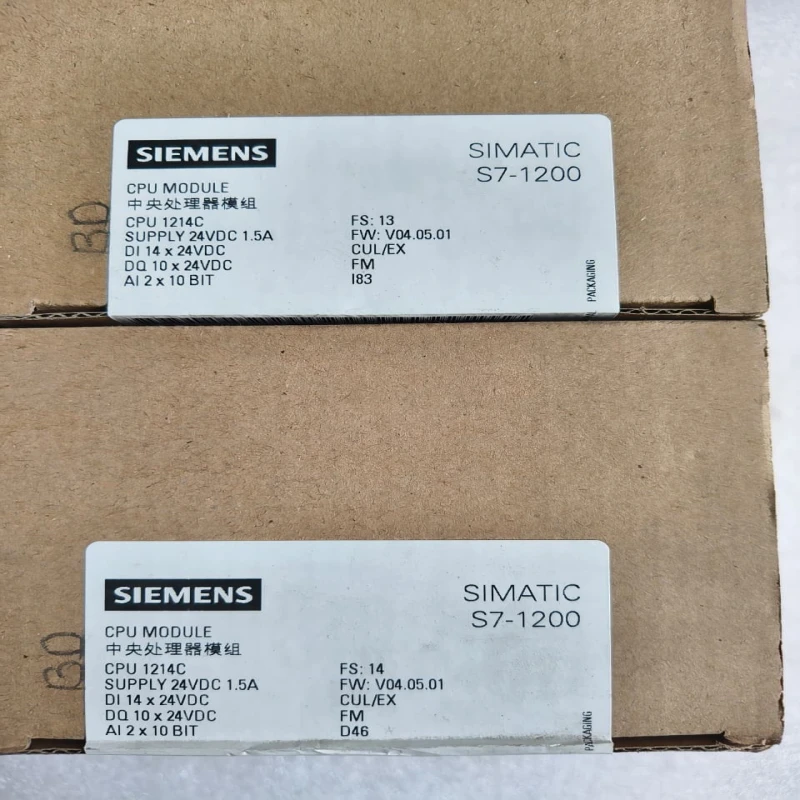 SIEMENS
SIMATIC
S7-1200
CPU MODULE
中央处理器模组
CPU 1214C
SUPPLY 24VDC 1.5A
DI 14 x 24VDC
DQ 10 x 24VDC
AI 2 x 10 BIT
FS: 13
FW: V04.05.01
CUL/EX
FM
I83
PACKAGING
BD
SIEMENS
SIMATIC
S7-1200
CPU MODULE
中央处理器模组
CPU 1214C
SUPPLY 24VDC 1.5A
DI 14 x 24VDC
DQ 10 x 24VDC
AI 2 x 10 BIT
FS: 14
FW: V04.05.01
CUL/EX
FM
D46
PACKAGING
BD